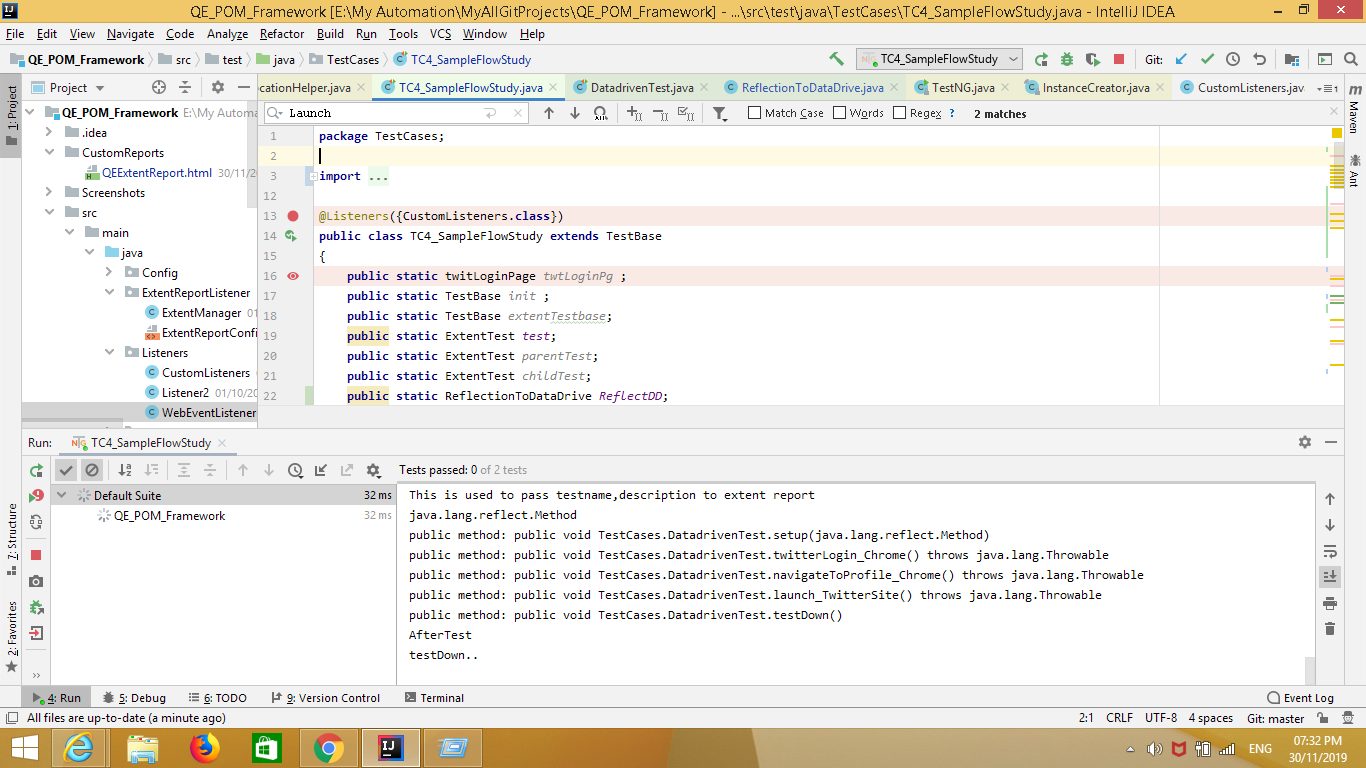 QE_POM_Framework [E:\My Automation\MyAllGitProjects\QE_POM_Framework] - ...\src\test\java\TestCases\TC4_SampleFlowStudy.java - IntelliJ IDEA
File Edit View Navigate Code Analyze Refactor Build Run Tools VCS Window Help
QE_POM_Framework src test java TestCases TC4_SampleFlowStudy TC4_SampleFlowStudy Git:
Project cationHelper.java TC4_SampleFlowStudy.java DatadrivenTest.java ReflectionToDataDrive.java TestNG.java InstanceCreator.java CustomListeners.jav
1: Project
Launch Match Case Words Regex ? 2 matches
QE_POM_Framework E:\My Automa
.idea
CustomReports
QEExtentReport.html 30/11/2
Screenshots
src
main
java
Config
ExtentReportListener
ExtentManager 01
ExtentReportConfi
Listeners
CustomListeners
Listener2 01/10/20
WebEventListener
1 package TestCases;
2
3 import ...
12
13 @Listeners({CustomListeners.class})
14 public class TC4_SampleFlowStudy extends TestBase
15 {
16 public static twitLoginPage twtLoginPg ;
17 public static TestBase init ;
18 public static TestBase extentTestbase;
19 public static ExtentTest test;
20 public static ExtentTest parentTest;
21 public static ExtentTest childTest;
22 public static ReflectionToDataDrive ReflectDD;
m
Maven
Ant
Run: TC4_SampleFlowStudy
Tests passed: 0 of 2 tests
Default Suite 32 ms
QE_POM_Framework 32 ms
This is used to pass testname,description to extent report
java.lang.reflect.Method
public method: public void TestCases.DatadrivenTest.setup(java.lang.reflect.Method)
public method: public void TestCases.DatadrivenTest.twitterLogin_Chrome() throws java.lang.Throwable
public method: public void TestCases.DatadrivenTest.navigateToProfile_Chrome() throws java.lang.Throwable
public method: public void TestCases.DatadrivenTest.launch_TwitterSite() throws java.lang.Throwable
public method: public void TestCases.DatadrivenTest.testDown()
AfterTest
testDown..
7: Structure
2: Favorites
4: Run 5: Debug 6: TODO 9: Version Control Terminal Event Log
All files are up-to-date (a minute ago) 2:1 CRLF UTF-8 4 spaces Git: master
ENG 07:32 PM
30/11/2019